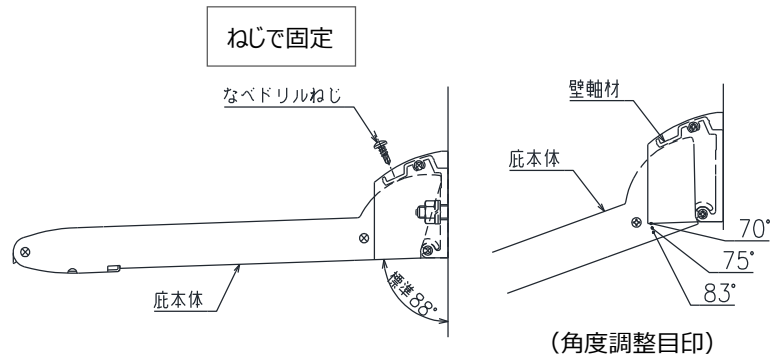 ねじで固定
なべドリルねじ
庇本体
標準88°
壁軸材
庇本体
70°
75°
83°
（角度調整目印）